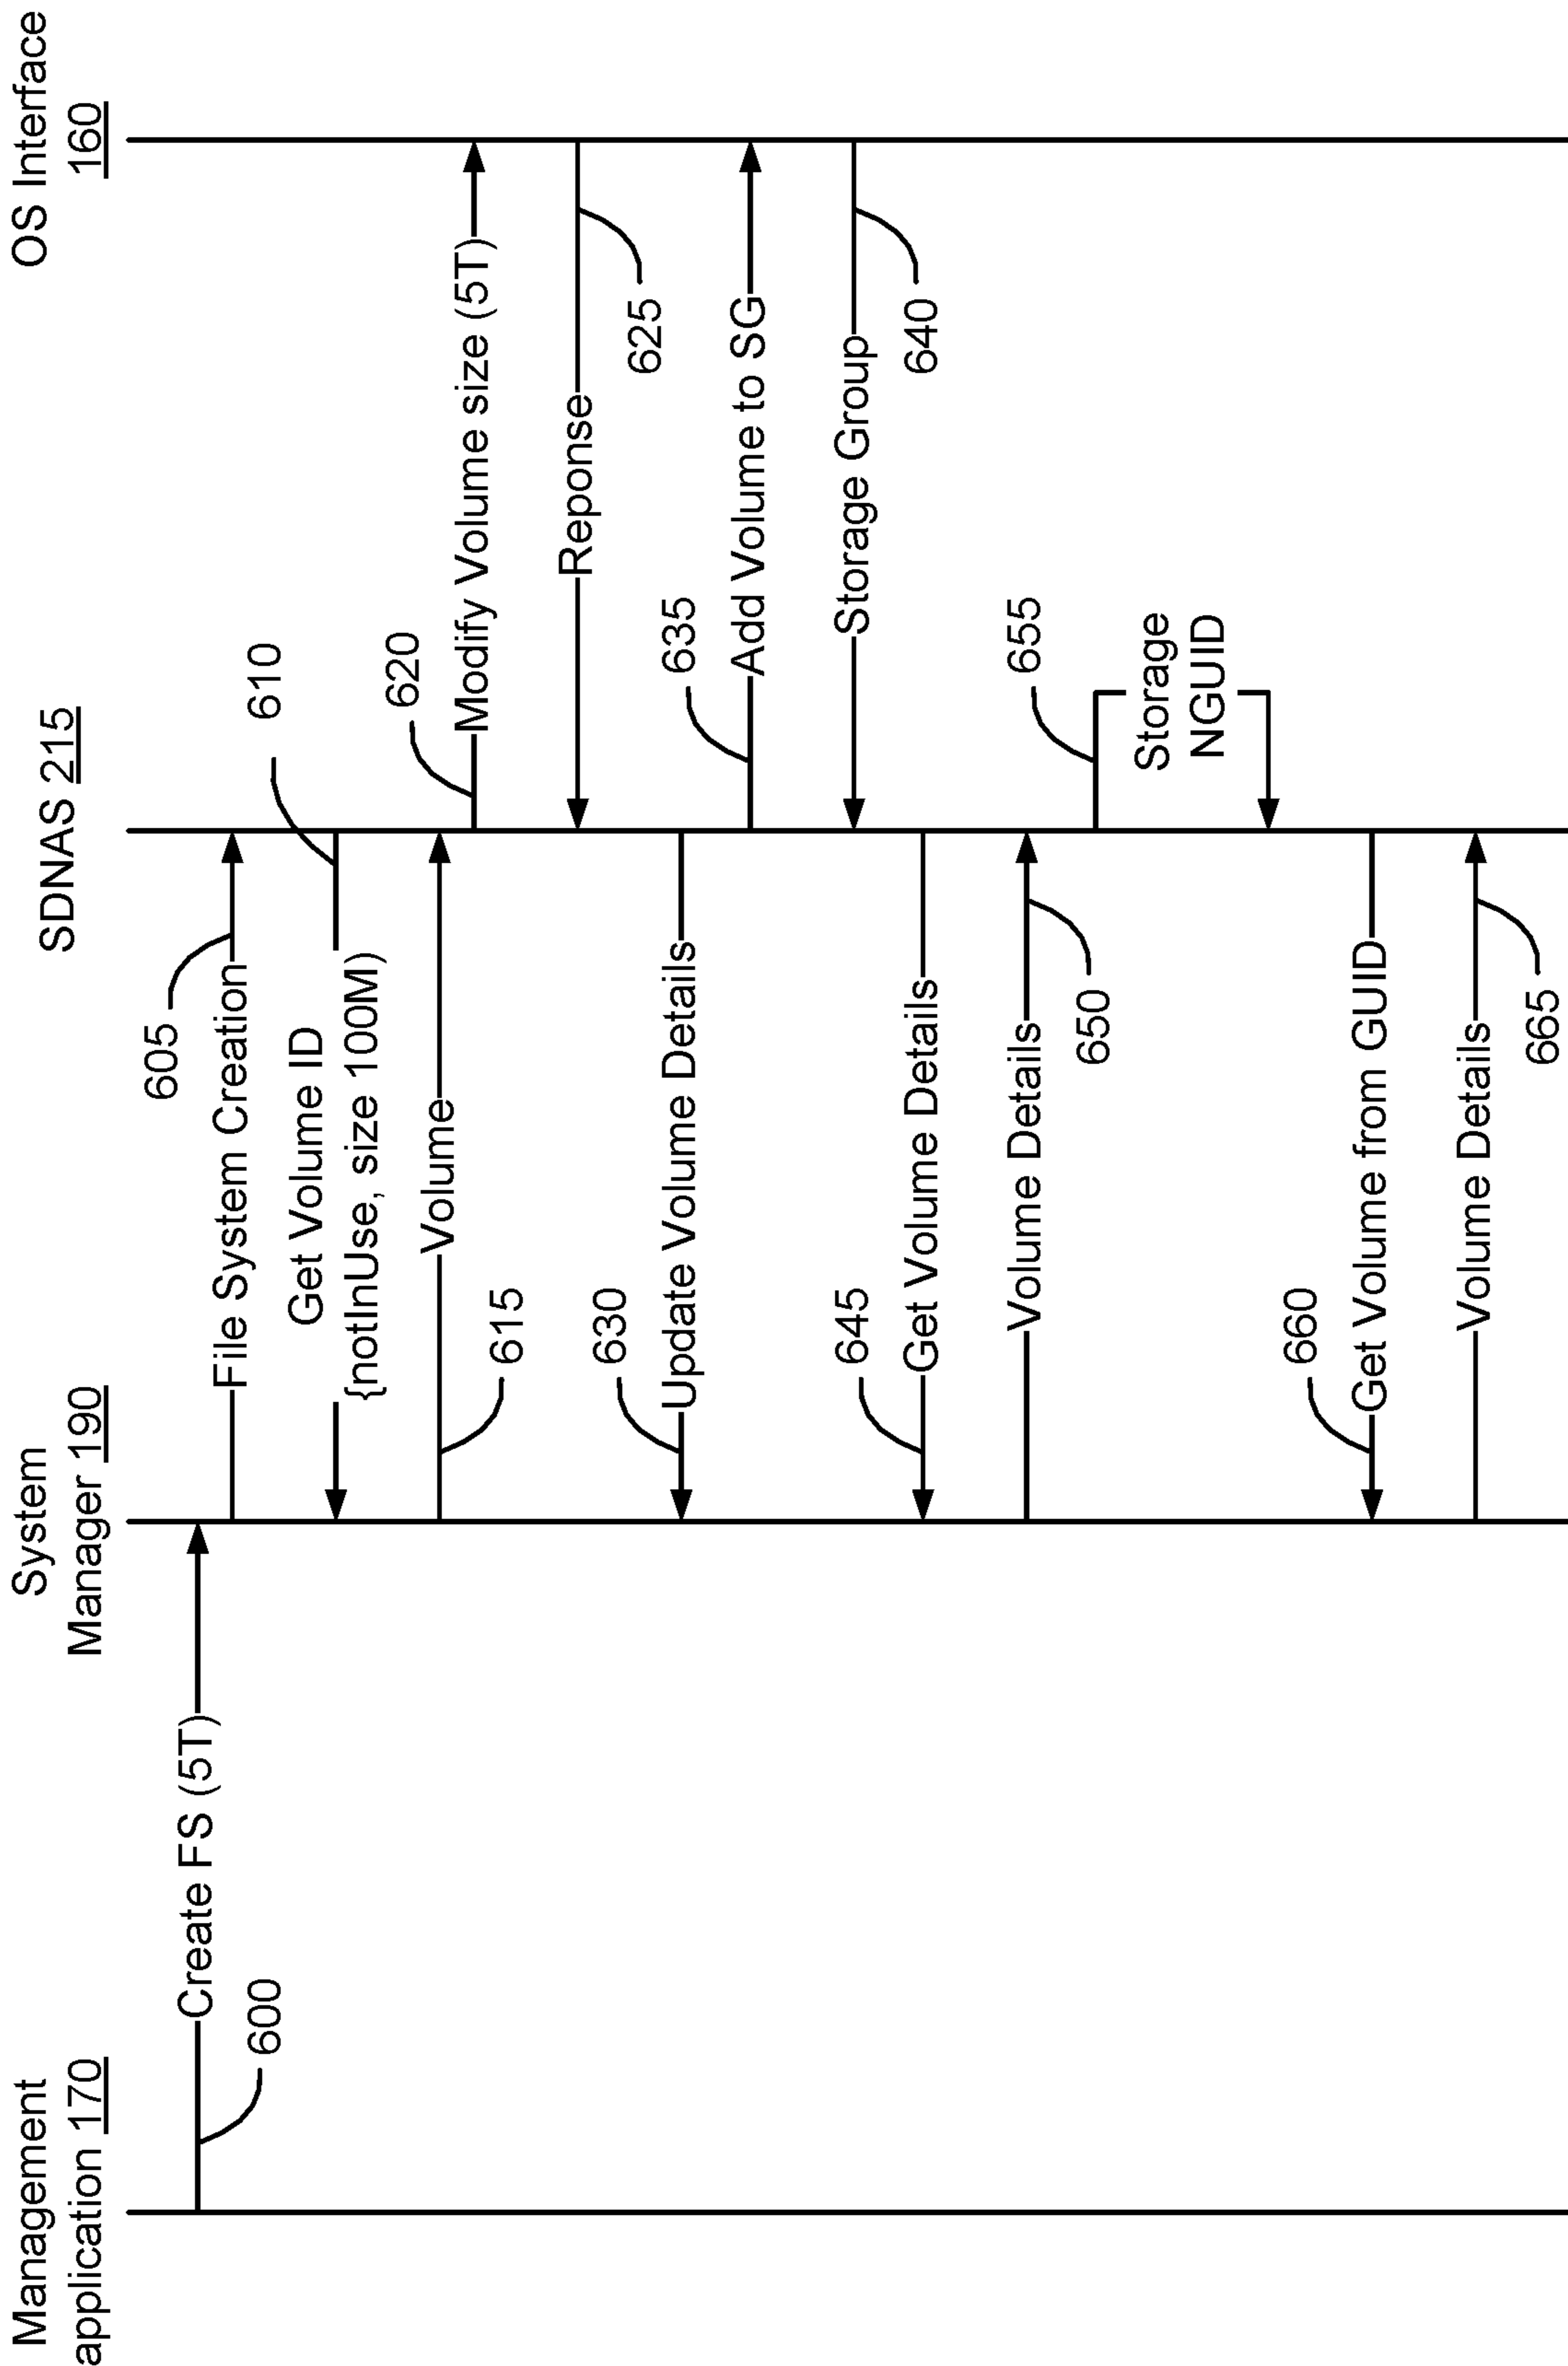 Management
application 170
System
Manager 190
SDNAS 215
OS Interface
160
Create FS (5T)
600
605
File System Creation
610
Get Volume ID
{notInUse, size 100M)
Volume
615
620
Modify Volume size (5T)
Reponse
625
630
Update Volume Details
635
Add Volume to SG
Storage Group
640
645
Get Volume Details
Volume Details
650
655
Storage
NGUID
660
Get Volume from GUID
Volume Details
665